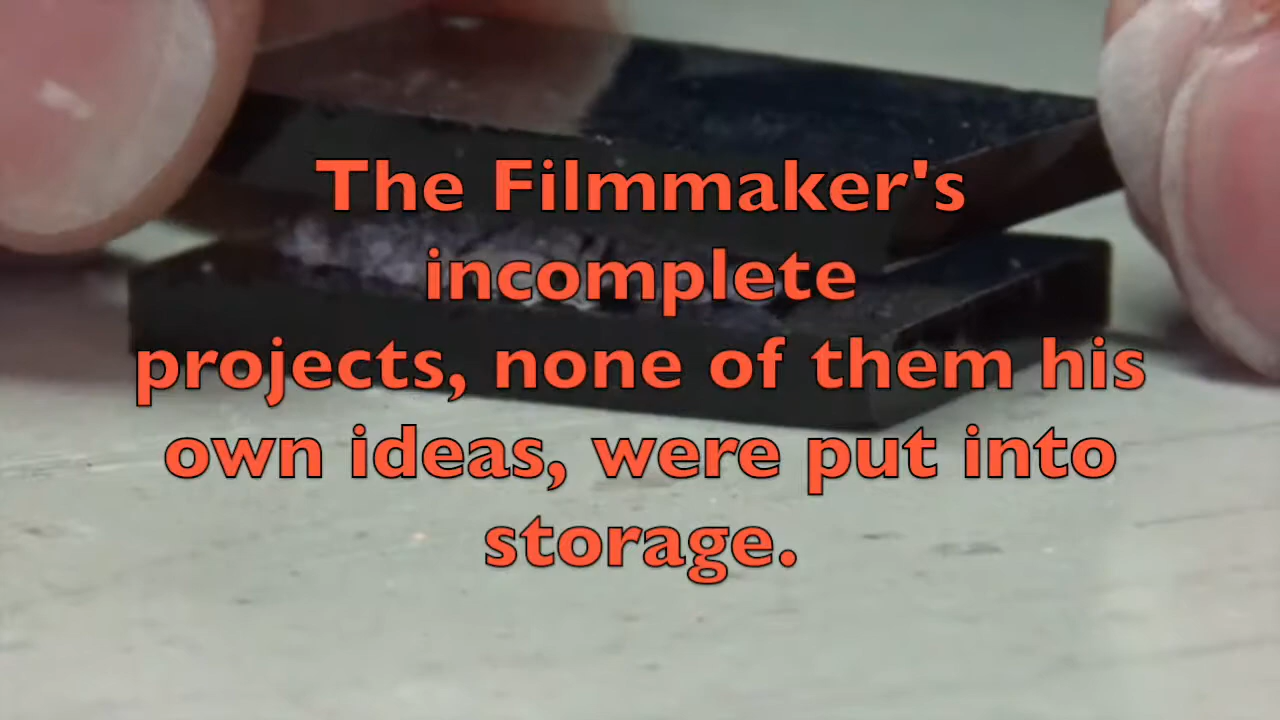 The Filmmaker's
incomplete
projects, none of them his
own ideas, were put into
storage.